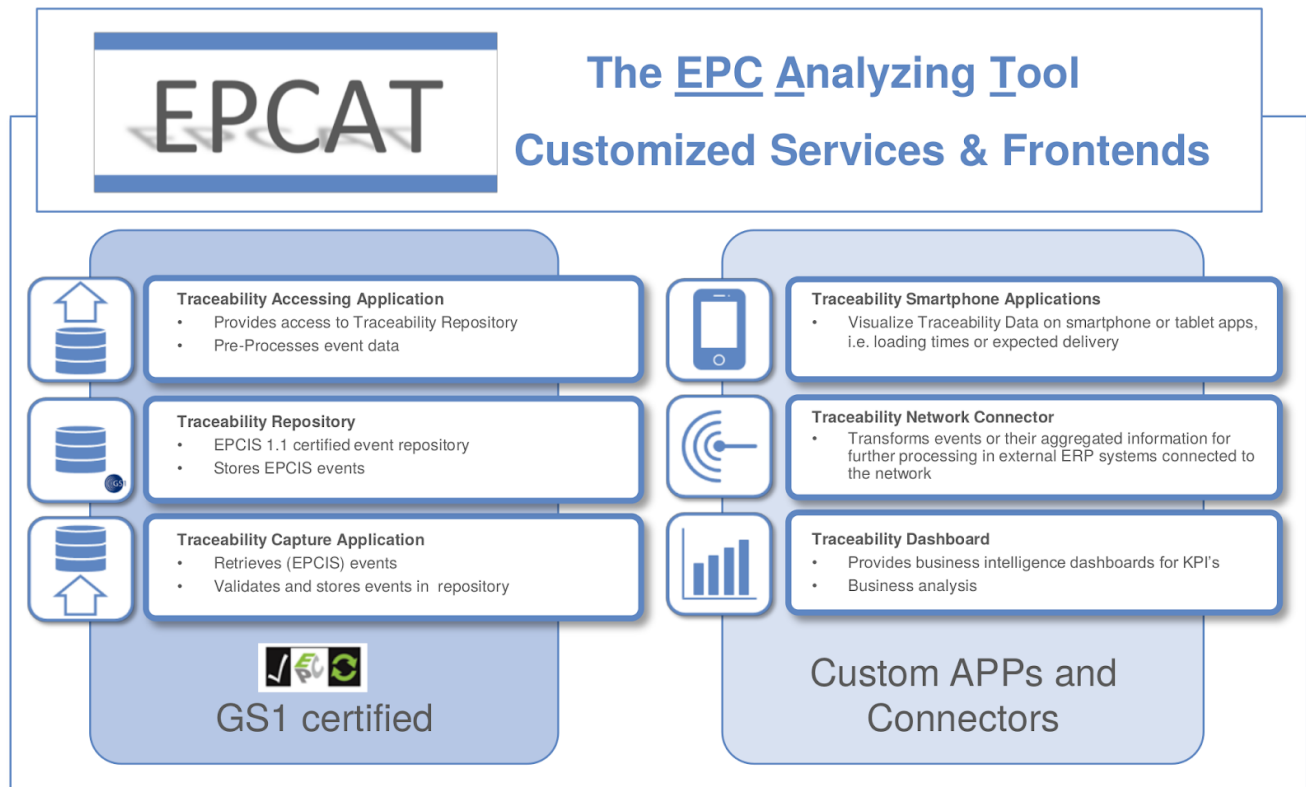 EPCAT
The EPC Analyzing Tool
Customized Services & Frontends
Traceability Accessing Application
• Provides access to Traceability Repository
• Pre-Processes event data
Traceability Repository
• EPCIS 1.1 certified event repository
• Stores EPCIS events
GS1
Traceability Capture Application
• Retrieves (EPCIS) events
• Validates and stores events in repository
EPC
GS1 certified
Traceability Smartphone Applications
• Visualize Traceability Data on smartphone or tablet apps,
i.e. loading times or expected delivery
Traceability Network Connector
• Transforms events or their aggregated information for
further processing in external ERP systems connected to
the network
Traceability Dashboard
• Provides business intelligence dashboards for KPI's
• Business analysis
Custom APPs and
Connectors